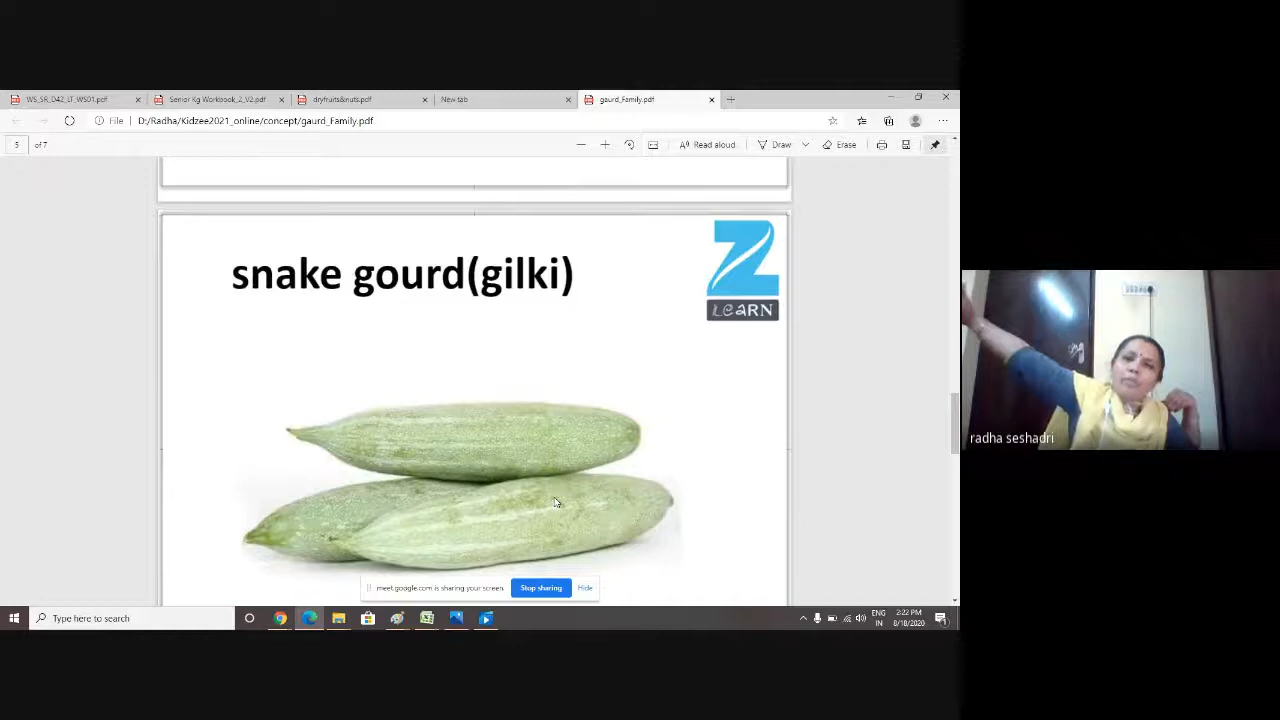 WS_SR_D42_LT_WS01.pdf
Senior Kg Workbook_2_V2.pdf
dryfruits&nuts.pdf
New tab
gaurd_Family.pdf
File
D:/Radha/Kidzee2021_online/concept/gaurd_Family.pdf
5 of 7
Read aloud
Draw
Erase
snake gourd(gilki)
Z
LeARN
radha seshadri
meet.google.com is sharing your screen.
Stop sharing
Hide
Type here to search
ENG
IN
2:22 PM
8/18/2020